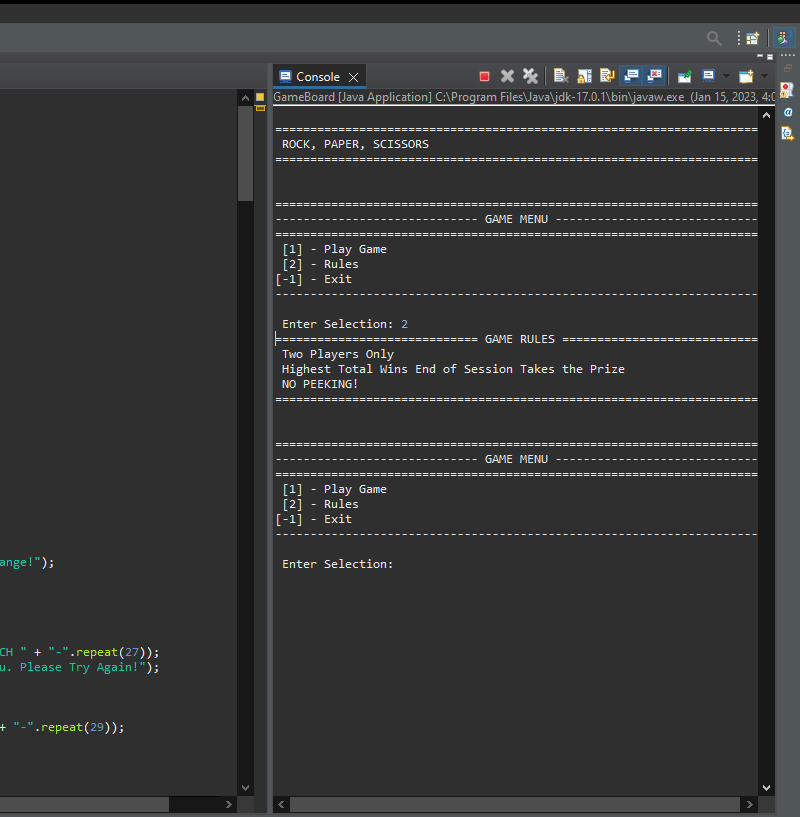 Console
GameBoard [Java Application] C:\Program Files\Java\jdk-17.0.1\bin\javaw.exe (Jan 15, 2023, 4:0
=====================================================================
ROCK, PAPER, SCISSORS
=====================================================================
=====================================================================
----------------------------- GAME MENU -----------------------------
=====================================================================
[1] - Play Game
[2] - Rules
[-1] - Exit
---------------------------------------------------------------------
Enter Selection: 2
============================= GAME RULES ============================
Two Players Only
Highest Total Wins End of Session Takes the Prize
NO PEEKING!
=====================================================================
=====================================================================
----------------------------- GAME MENU -----------------------------
=====================================================================
[1] - Play Game
[2] - Rules
[-1] - Exit
---------------------------------------------------------------------
Enter Selection:
ange!");
CH " + "-".repeat(27));
u. Please Try Again!");
+ "-".repeat(29));